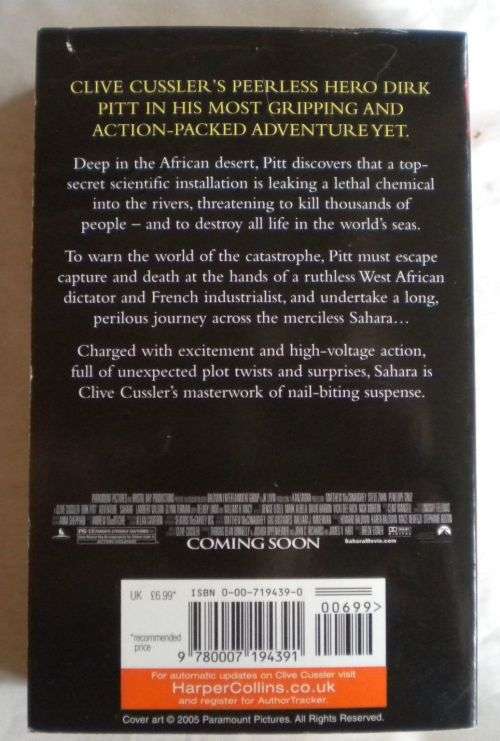 CLIVE CUSSLER'S PEERLESS HERO DIRK
PITT IN HIS MOST GRIPPING AND
ACTION-PACKED ADVENTURE YET.
Deep in the African desert, Pitt discovers that a top-
secret scientific installation is leaking a lethal chemical
into the rivers, threatening to kill thousands of
people – and to destroy all life in the world's seas.
To warn the world of the catastrophe, Pitt must escape
capture and death at the hands of a ruthless West African
dictator and French industrialist, and undertake a long,
perilous journey across the merciless Sahara…
Charged with excitement and high-voltage action,
full of unexpected plot twists and surprises, Sahara is
Clive Cussler's masterwork of nail-biting suspense.
COMING SOON
SaharaMovie.com
UK £6.99*
ISBN 0-00-719439-0
00699>
*recommended
price
9 780007 194391
For automatic updates on Clive Cussler visit
HarperCollins.co.uk
and register for AuthorTracker.
Cover art © 2005 Paramount Pictures. All Rights Reserved.